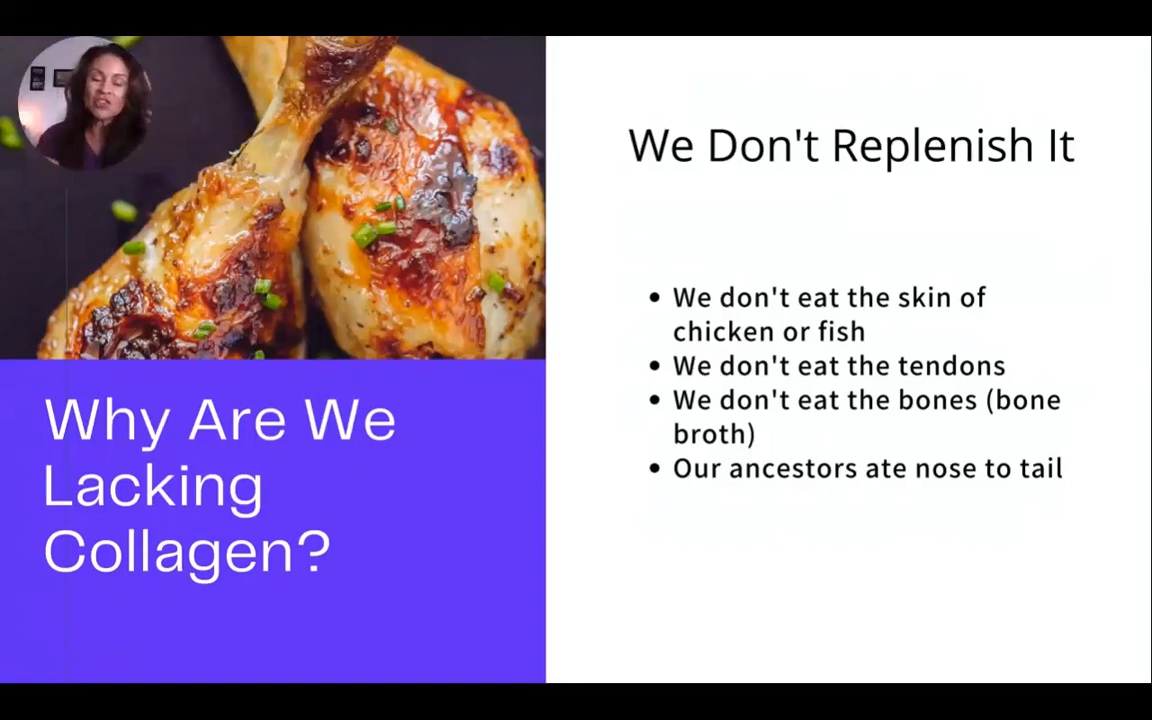 Why Are We
Lacking
Collagen?
We Don't Replenish It
• We don't eat the skin of
chicken or fish
• We don't eat the tendons
• We don't eat the bones (bone
broth)
• Our ancestors ate nose to tail